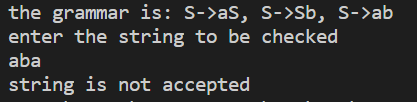 the grammar is: S->aS, S->Sb, S->ab
enter the string to be checked
aba
string is not accepted